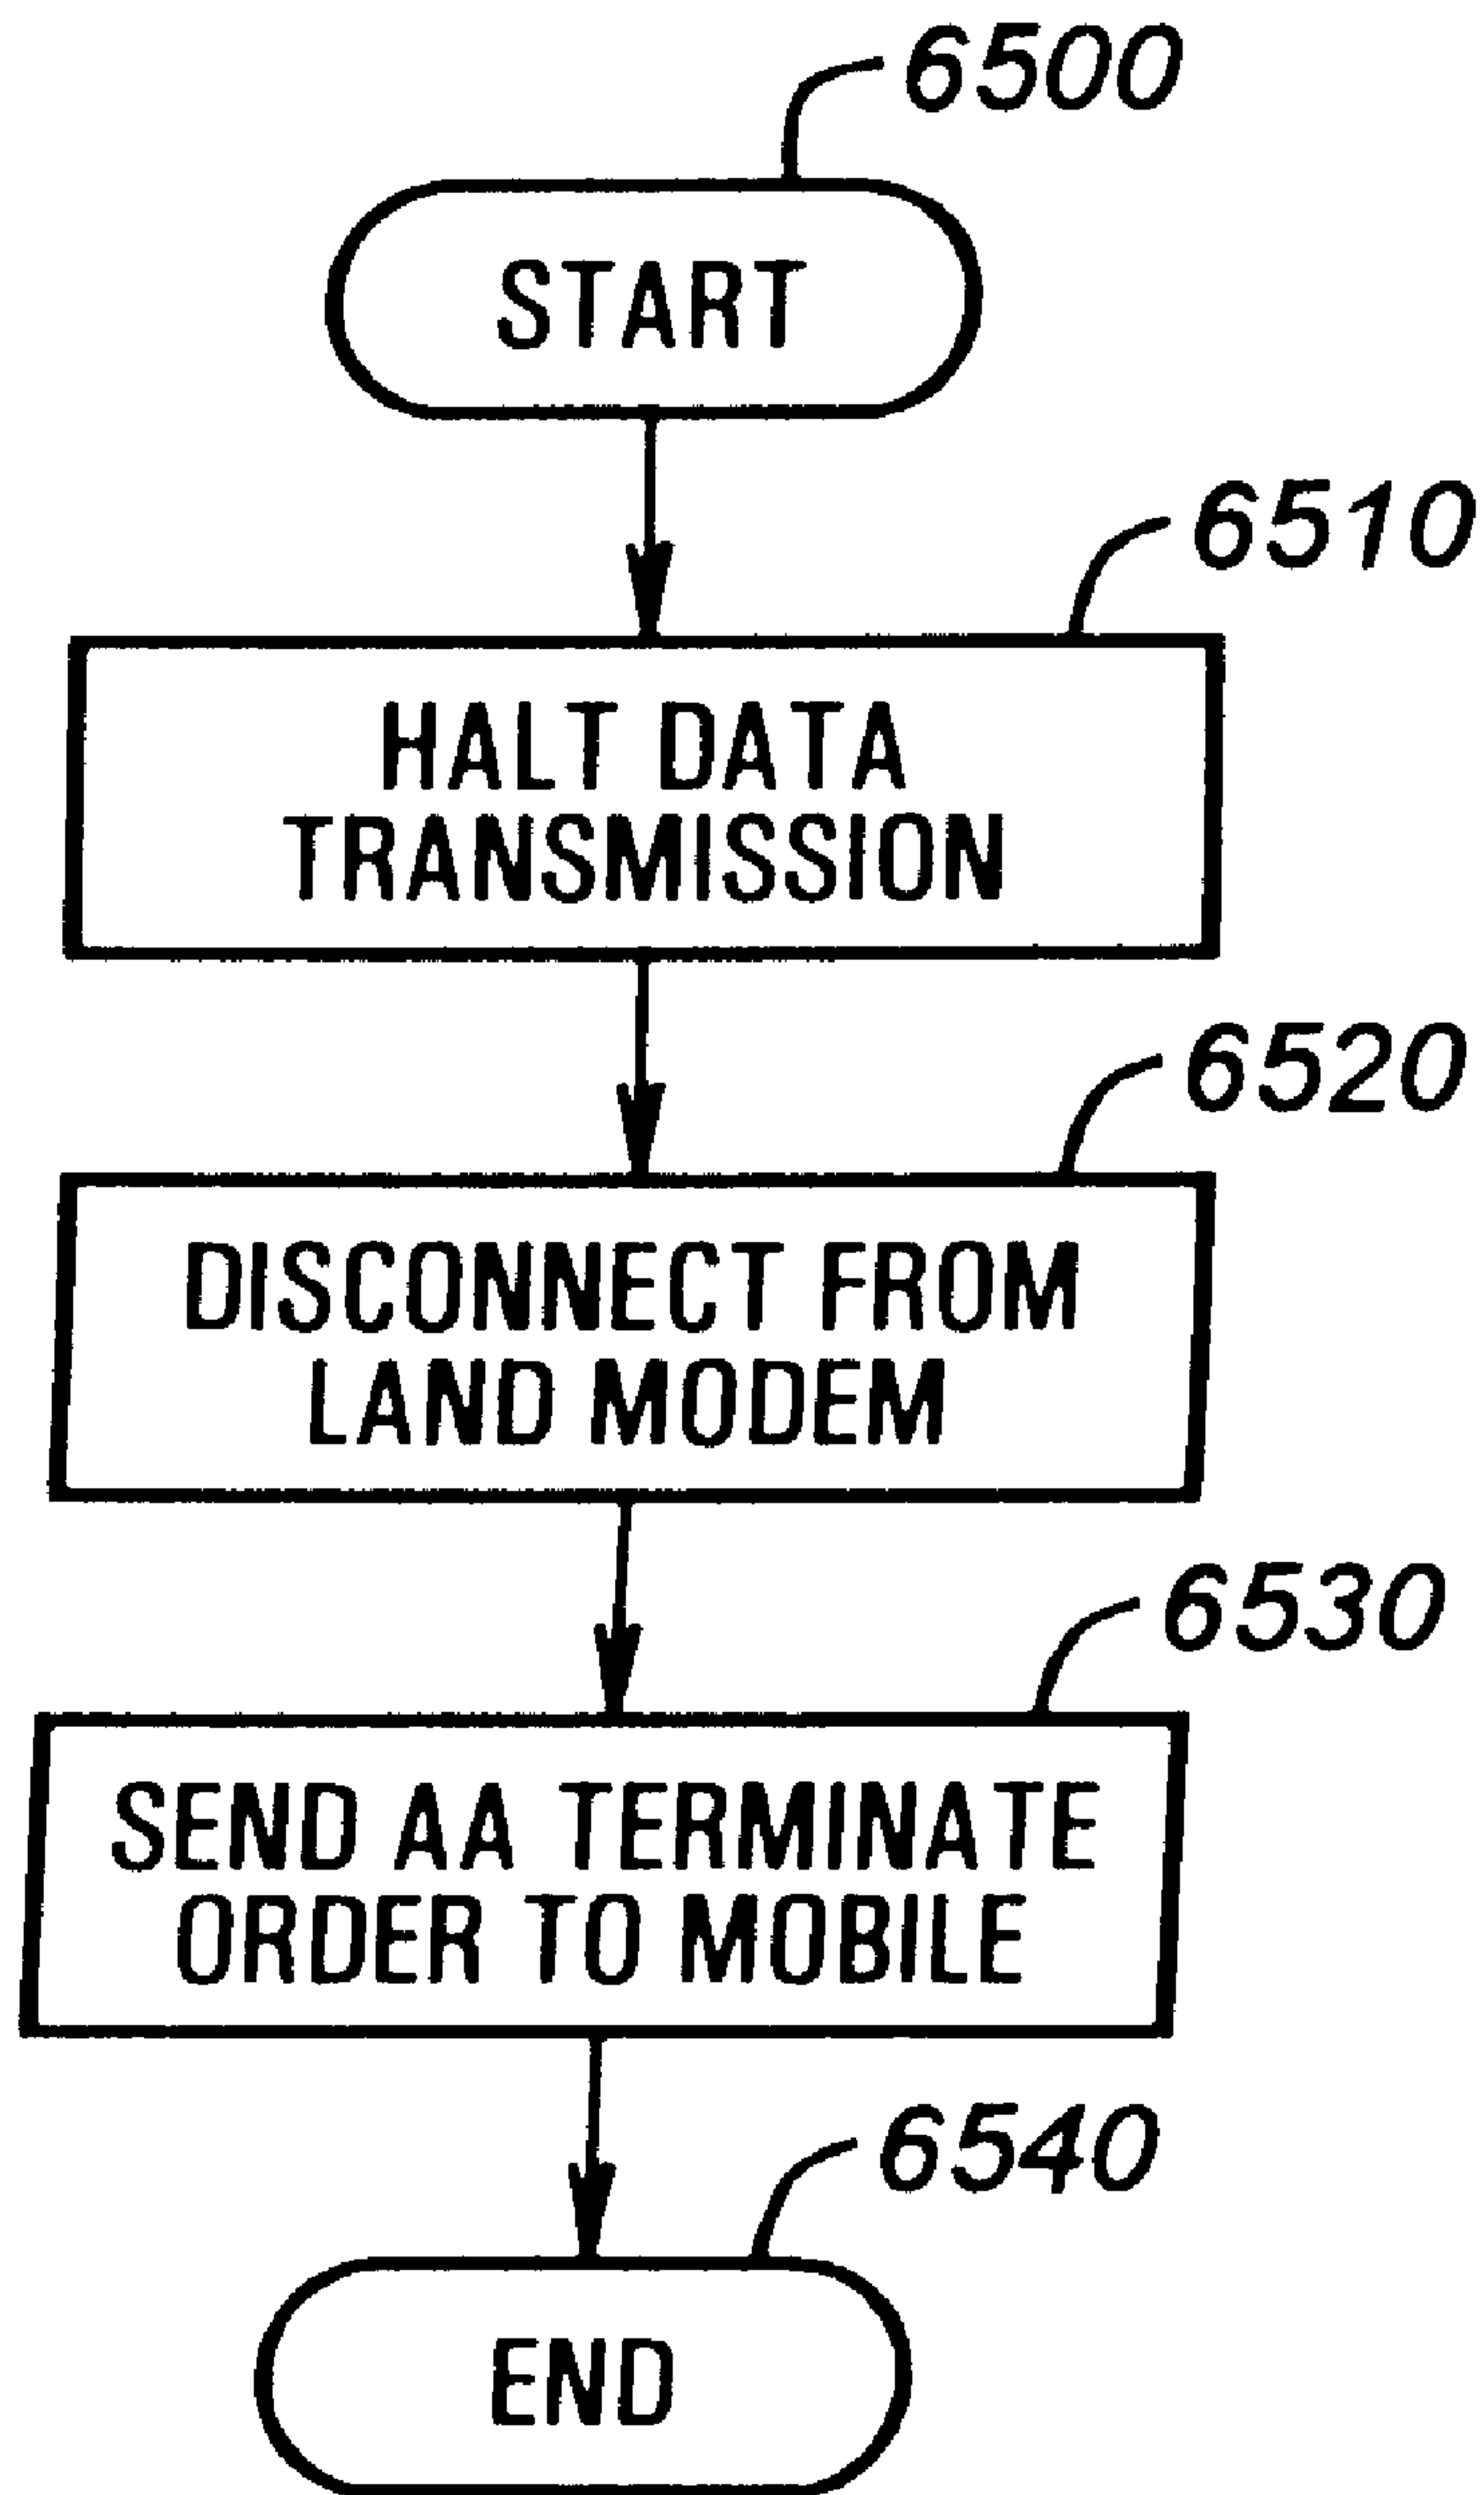 6500
START
6510
HALT DATA
TRANSMISSION
6520
DISCONNECT FROM
LAND MODEM
6530
SEND AA TERMINATE
ORDER TO MOBILE
6540
END